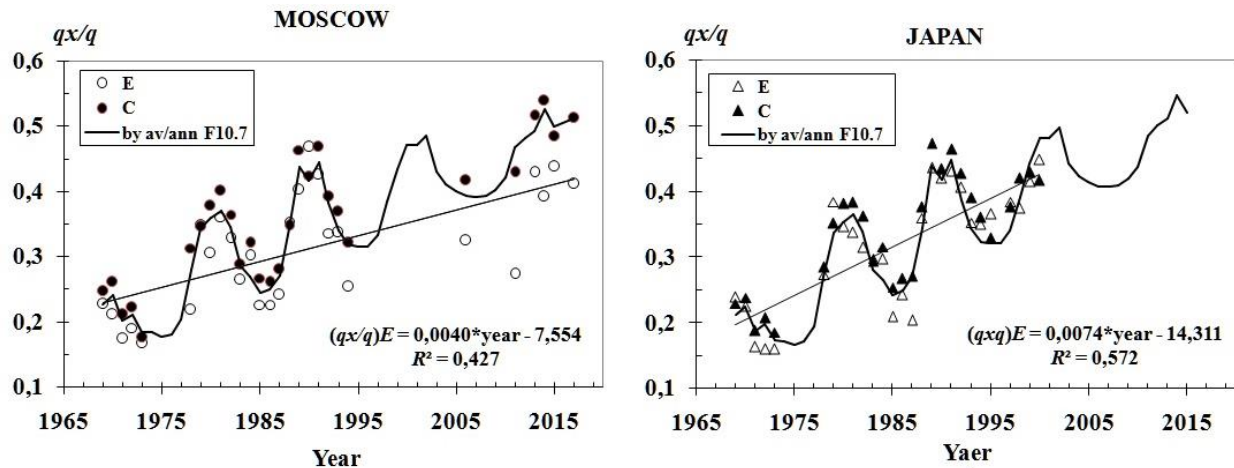 MOSCOW
qx/q
0,6
0,5
0,4
0,3
0,2
0,1
E
C
by av/ann F10.7
(qx/q)E = 0,0040*year - 7,554
R² = 0,427
1965 1975 1985 1995 2005 2015
Year
JAPAN
qx/q
0,6
0,5
0,4
0,3
0,2
0,1
E
C
by av/ann F10.7
(qxq)E = 0,0074*year - 14,311
R² = 0,572
1965 1975 1985 1995 2005 2015
Yaer